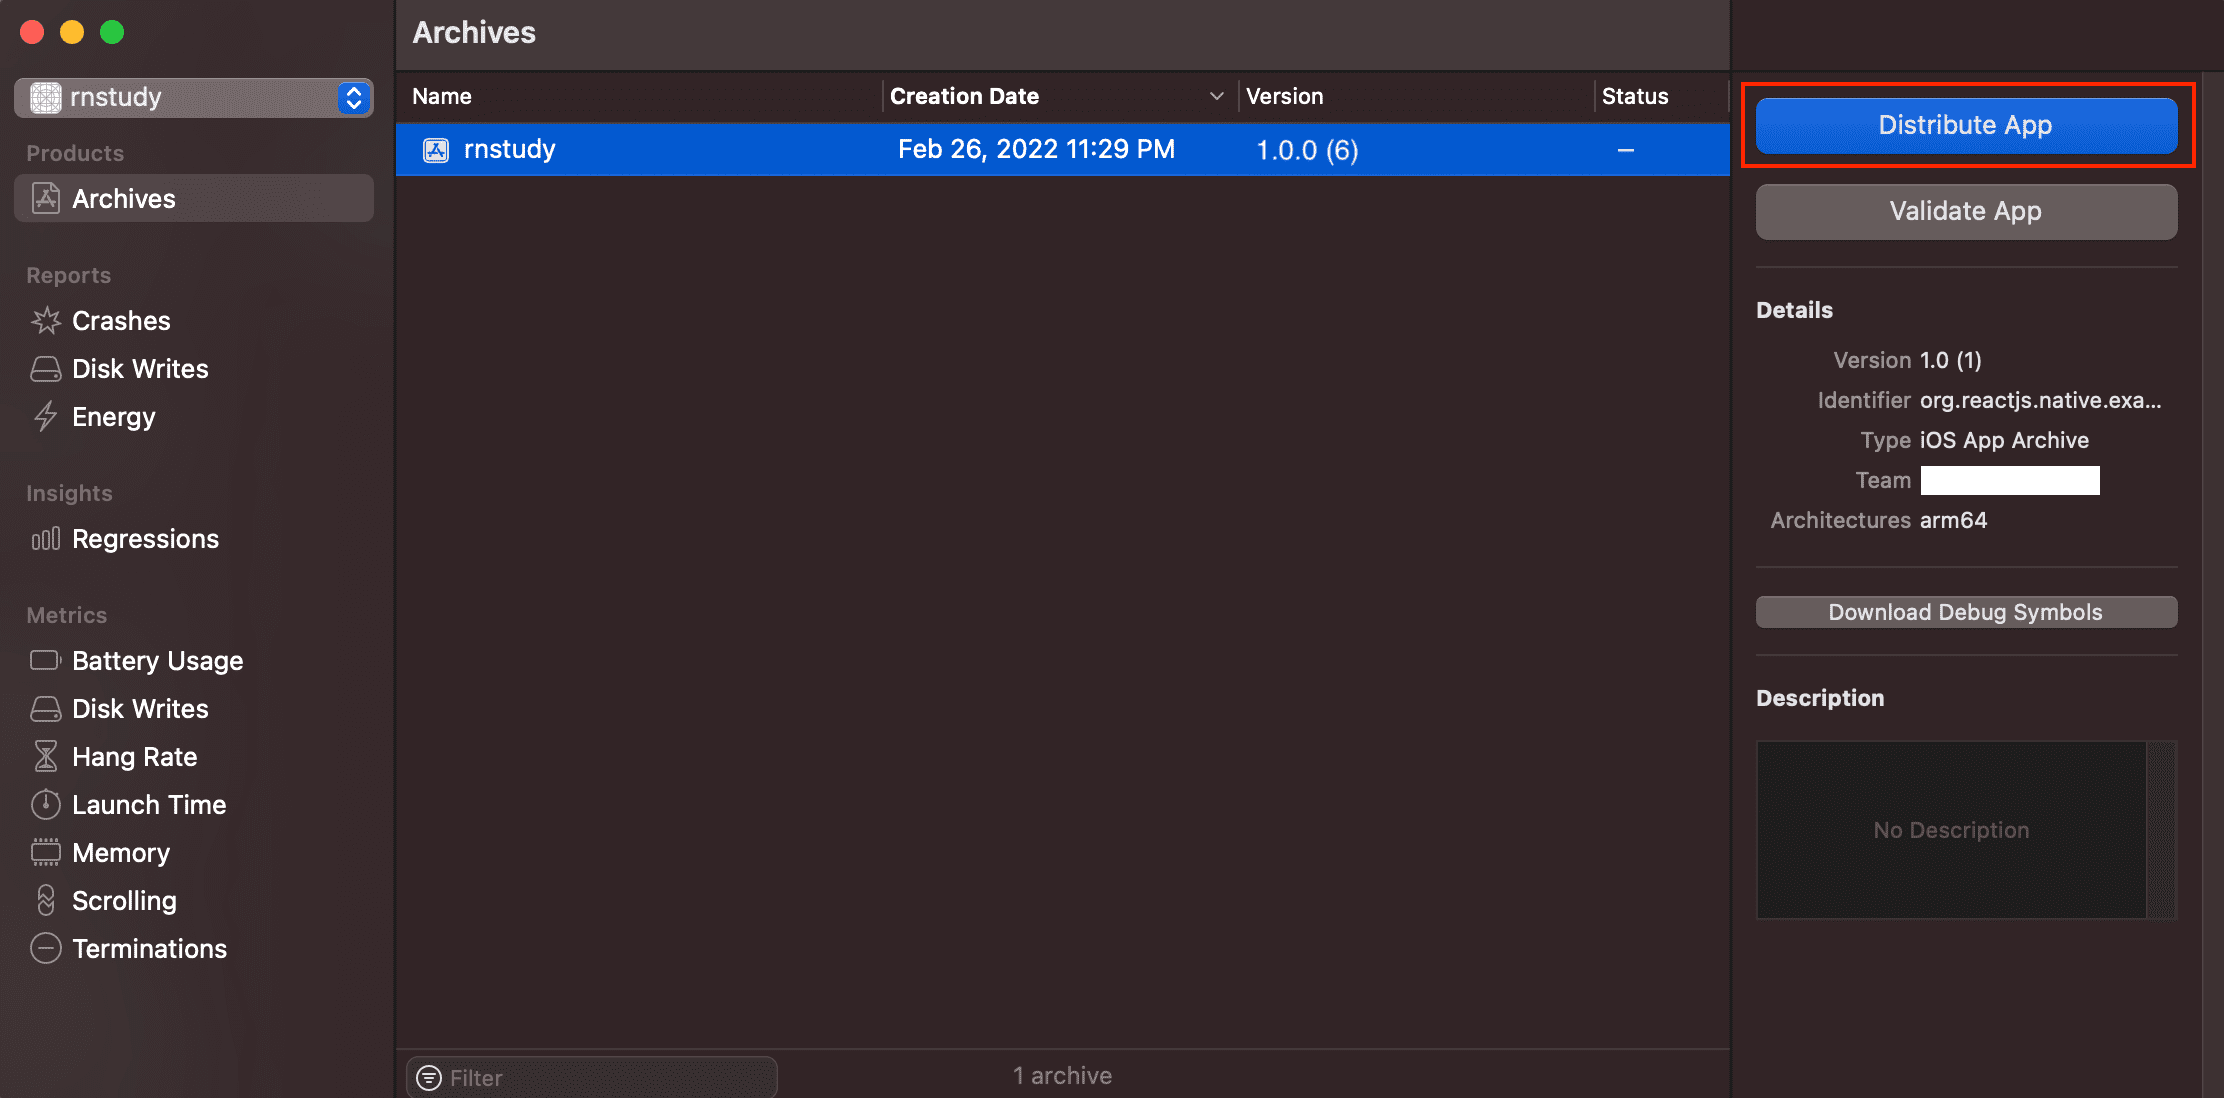 Archives
rnstudy
Products
Archives
Reports
Crashes
Disk Writes
Energy
Insights
Regressions
Metrics
Battery Usage
Disk Writes
Hang Rate
Launch Time
Memory
Scrolling
Terminations
Name Creation Date Version Status
rnstudy Feb 26, 2022 11:29 PM 1.0.0 (6) –
Filter
1 archive
Distribute App
Validate App
Details
Version 1.0 (1)
Identifier org.reactjs.native.exa...
Type iOS App Archive
Team
Architectures arm64
Download Debug Symbols
Description
No Description